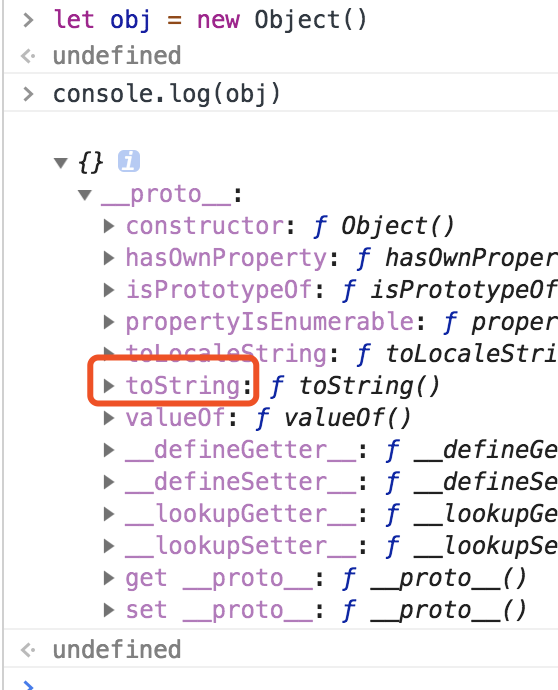 > let obj = new Object()
undefined
> console.log(obj)
▼ {} i
▼ __proto__:
▶ constructor: ƒ Object()
▶ hasOwnProperty: ƒ hasOwnProper
▶ isPrototypeOf: ƒ isPrototypeOf
▶ propertyIsEnumerable: ƒ proper
▶ toLocaleString: ƒ toLocaleStri
▶ toString: ƒ toString()
▶ valueOf: ƒ valueOf()
▶ __defineGetter__: ƒ __defineGe
▶ __defineSetter__: ƒ __defineSe
▶ __lookupGetter__: ƒ __lookupGe
▶ __lookupSetter__: ƒ __lookupSe
▶ get __proto__: ƒ __proto__()
▶ set __proto__: ƒ __proto__()
undefined